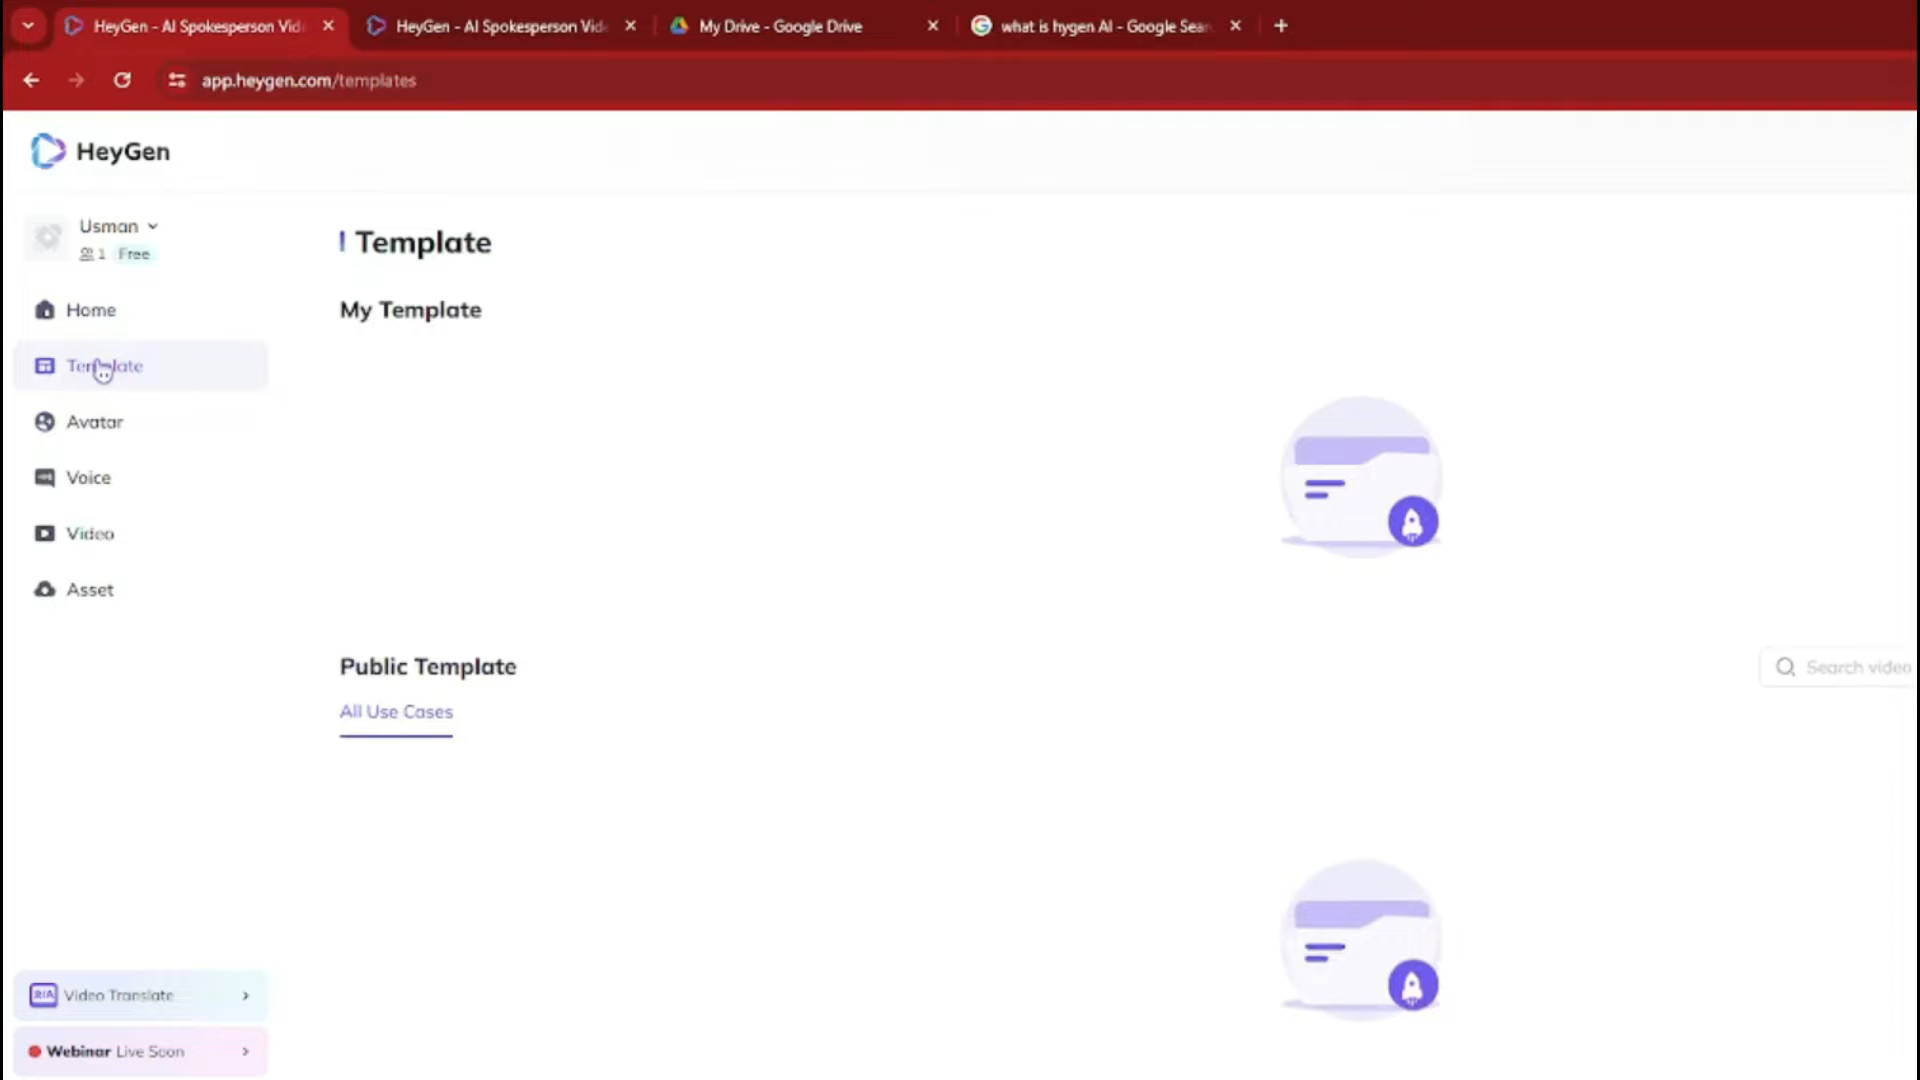 HeyGen - AI Spokesperson Vid
HeyGen - AI Spokesperson Vid
My Drive - Google Drive
what is hygen AI - Google Sear
app.heygen.com/templates
HeyGen
Usman
1 Free
Template
My Template
Home
Template
Avatar
Voice
Video
Asset
Public Template
Search video
All Use Cases
Video Translate
Webinar Live Soon